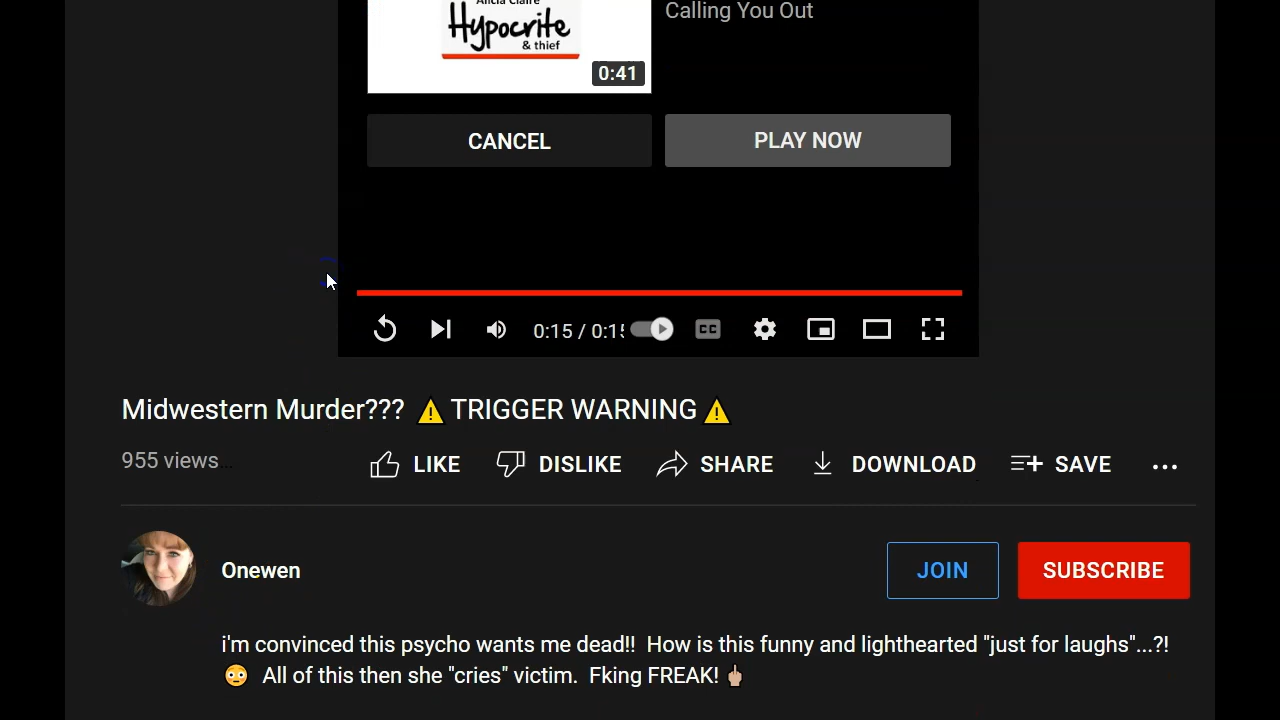 Alicia Claire
Calling You Out
Hypocrite
& thief
0:41
CANCEL
PLAY NOW
0:15 / 0:15
CC
Midwestern Murder??? ⚠️ TRIGGER WARNING ⚠️
955 views
LIKE
DISLIKE
SHARE
DOWNLOAD
SAVE
...
Onewen
JOIN
SUBSCRIBE
i'm convinced this psycho wants me dead!! How is this funny and lighthearted "just for laughs"...?!
😳 All of this then she "cries" victim. Fking FREAK! 🖕🏼